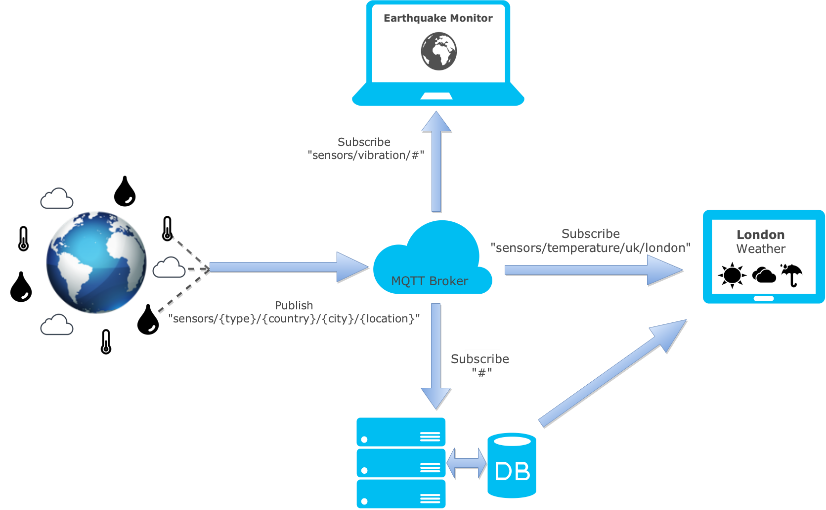 Earthquake Monitor
Subscribe
"sensors/vibration/#"
Subscribe
"sensors/temperature/uk/london"
London
Weather
MQTT Broker
Publish
"sensors/{type}/{country}/{city}/{location}"
Subscribe
"#"
DB